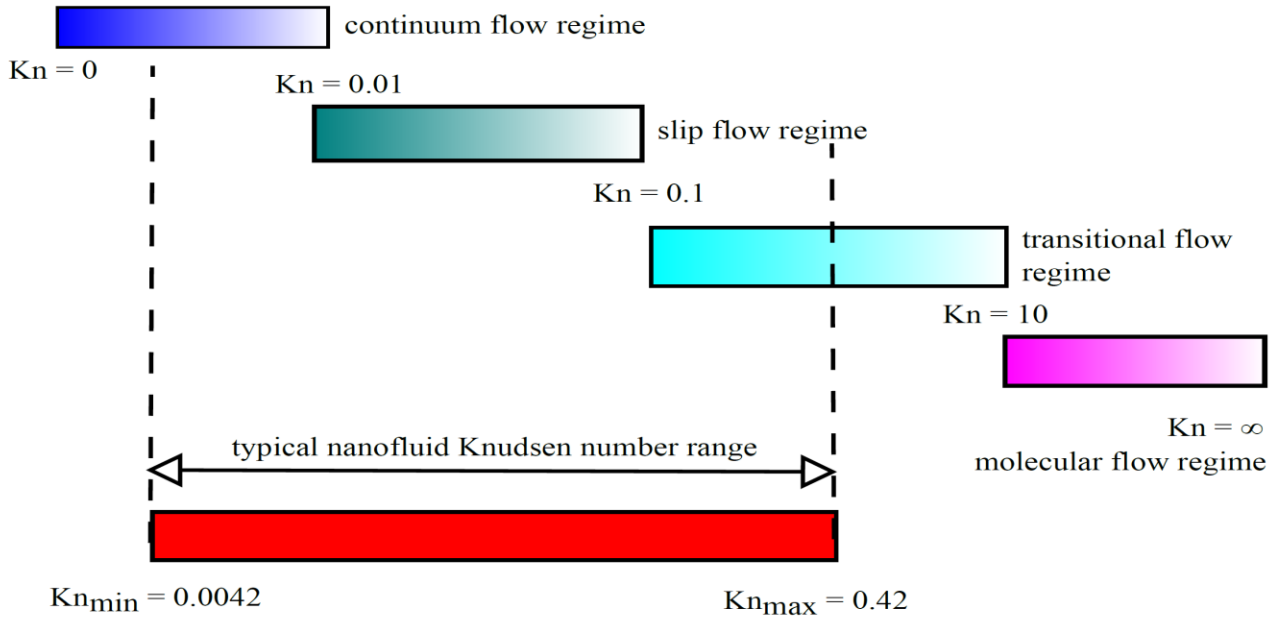 continuum flow regime
Kn = 0
Kn = 0.01
slip flow regime
Kn = 0.1
transitional flow
regime
Kn = 10
Kn = ∞
molecular flow regime
typical nanofluid Knudsen number range
Knmin = 0.0042
Knmax = 0.42